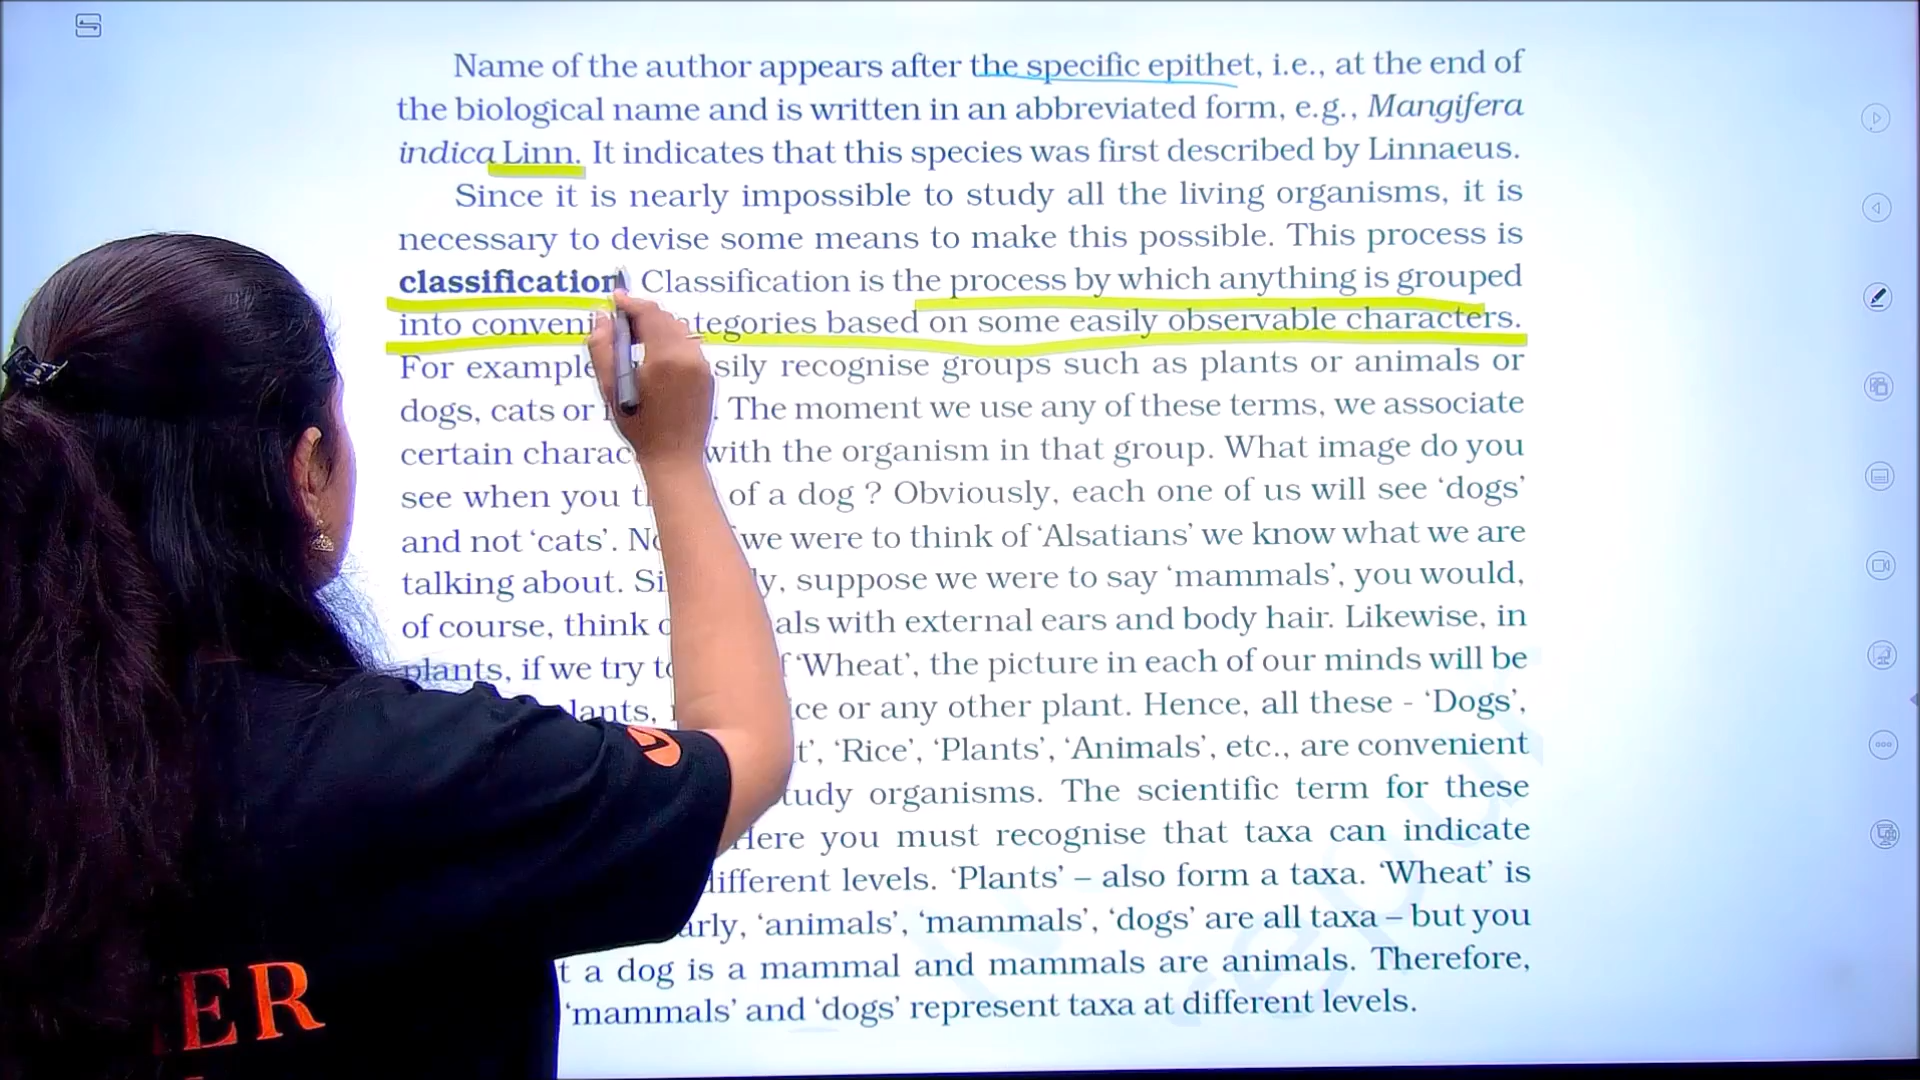 Name of the author appears after the specific epithet, i.e., at the end of
the biological name and is written in an abbreviated form, e.g., Mangifera
indica Linn. It indicates that this species was first described by Linnaeus.
Since it is nearly impossible to study all the living organisms, it is
necessary to devise some means to make this possible. This process is
classification Classification is the process by which anything is grouped
into conveni ategories based on some easily observable characters.
For example sily recognise groups such as plants or animals or
dogs, cats or . The moment we use any of these terms, we associate
certain charac with the organism in that group. What image do you
see when you t of a dog ? Obviously, each one of us will see ‘dogs’
and not ‘cats’. No we were to think of ‘Alsatians’ we know what we are
talking about. Si y, suppose we were to say ‘mammals’, you would,
of course, think als with external ears and body hair. Likewise, in
plants, if we try to ‘Wheat’, the picture in each of our minds will be
lants, ice or any other plant. Hence, all these - ‘Dogs’,
t’, ‘Rice’, ‘Plants’, ‘Animals’, etc., are convenient
tudy organisms. The scientific term for these
Here you must recognise that taxa can indicate
different levels. ‘Plants’ – also form a taxa. ‘Wheat’ is
arly, ‘animals’, ‘mammals’, ‘dogs’ are all taxa – but you
t a dog is a mammal and mammals are animals. Therefore,
‘mammals’ and ‘dogs’ represent taxa at different levels.
ER